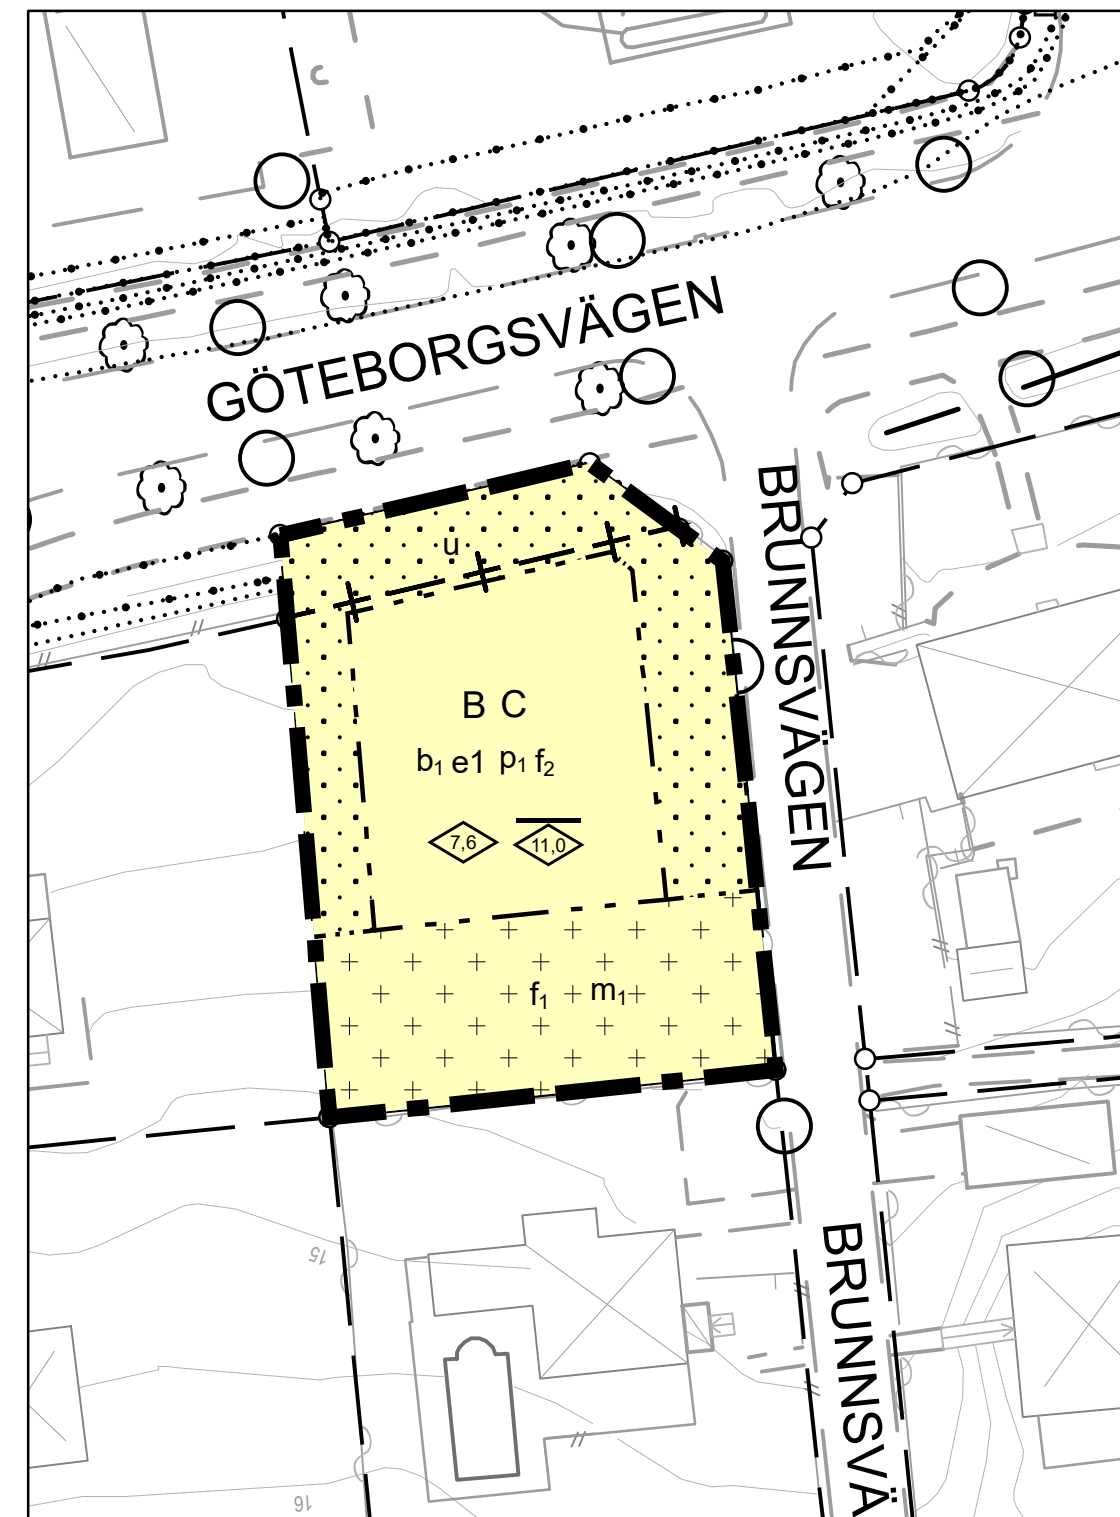 GÖTEBORGSVÄGEN
BRUNNSVÄGEN
u
B C
b₁ e1 p₁ f₂
7,6 11,0
f₁ m₁
15
BRUNNSVÄ
16